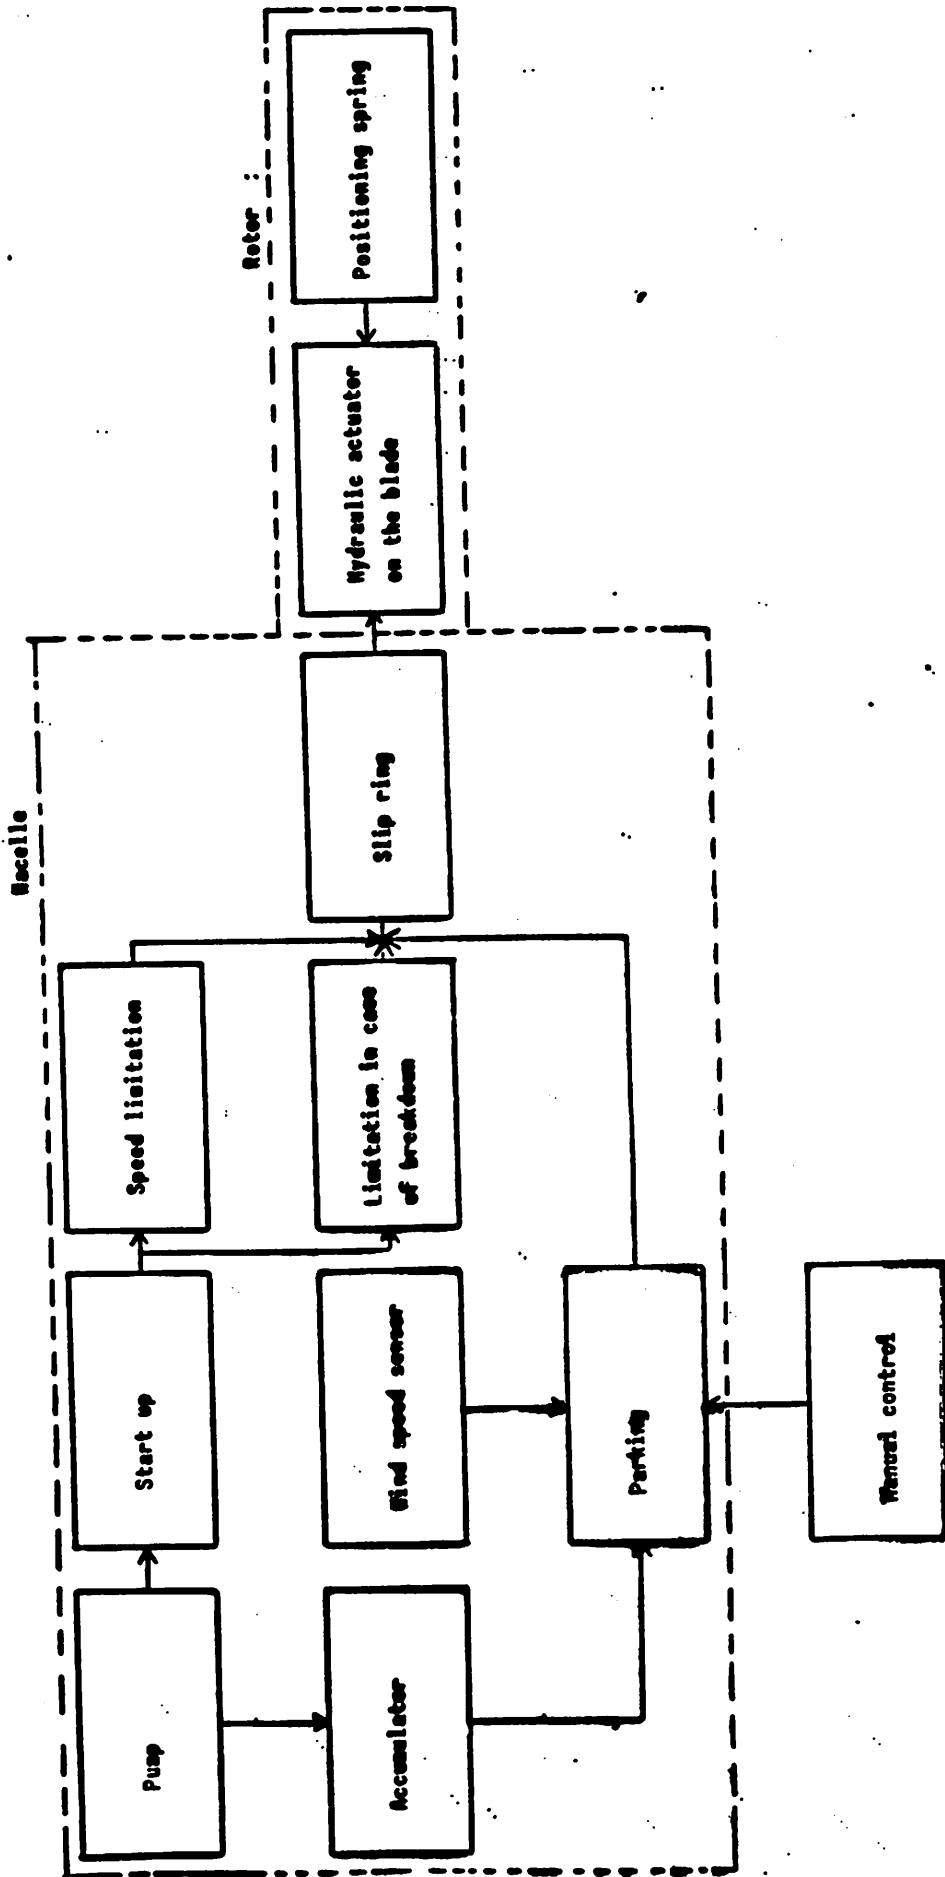 Nacelle
Rotor :
Pump
Start up
Speed limitation
Accumulator
Wind speed sensor
Limitation in case
of breakdown
Slip ring
Hydraulic actuator
on the blade
Positioning spring
Parking
Manual control